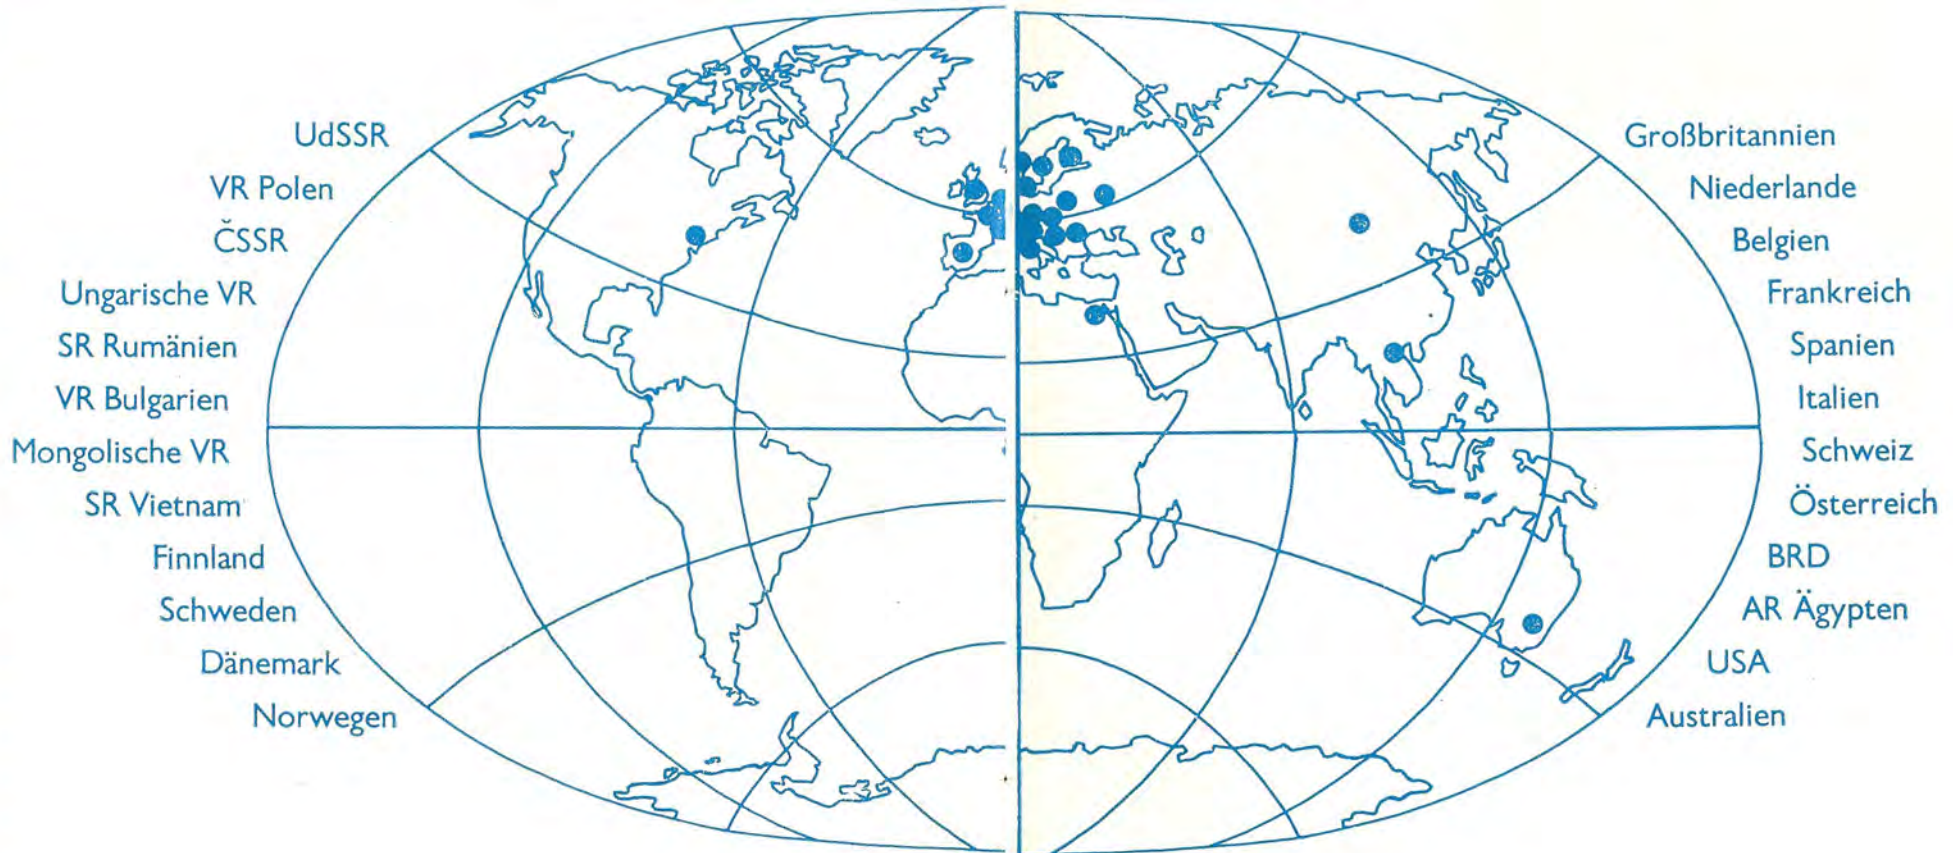 UdSSR
VR Polen
ČSSR
Ungarische VR
SR Rumänien
VR Bulgarien
Mongolische VR
SR Vietnam
Finnland
Schweden
Dänemark
Norwegen
Großbritannien
Niederlande
Belgien
Frankreich
Spanien
Italien
Schweiz
Österreich
BRD
AR Ägypten
USA
Australien